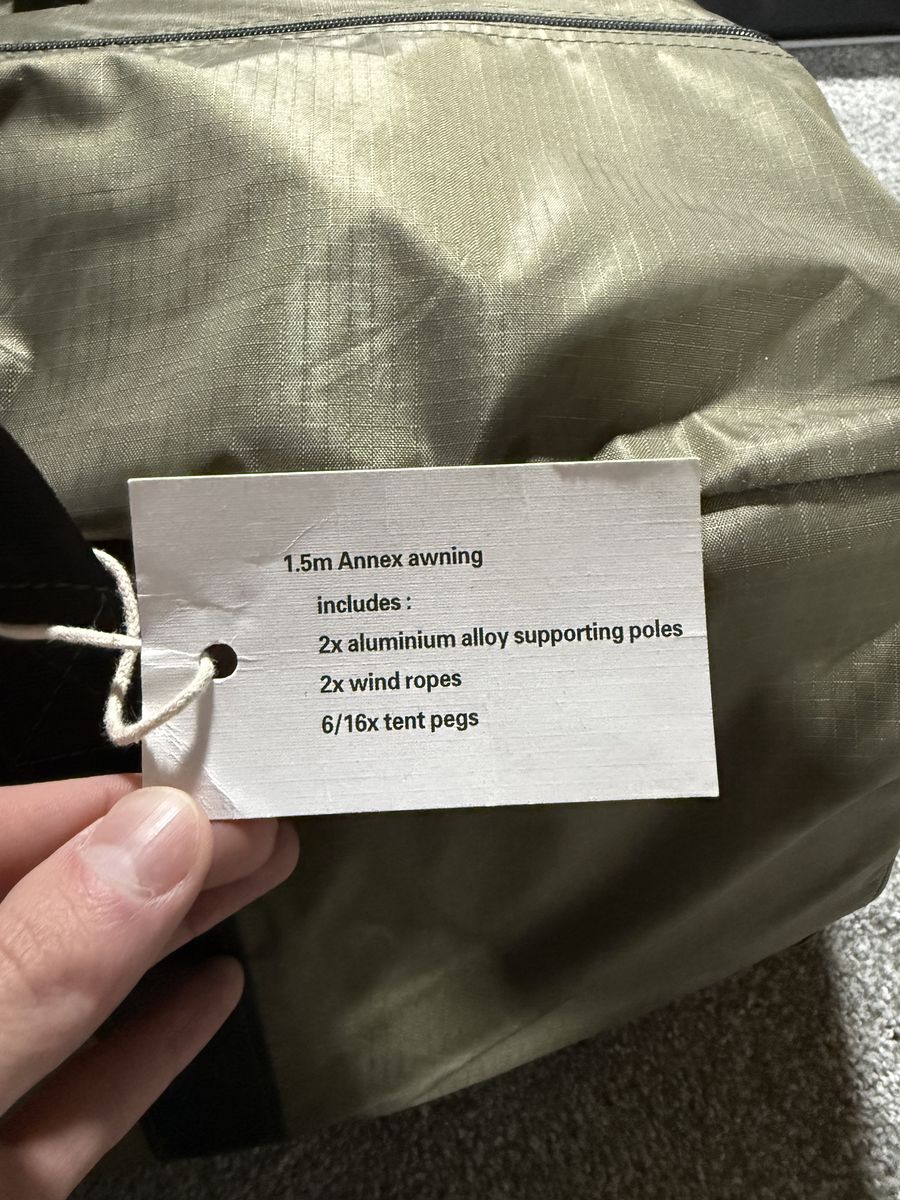 1.5m Annex awning
includes :
2x aluminium alloy supporting poles
2x wind ropes
6/16x tent pegs